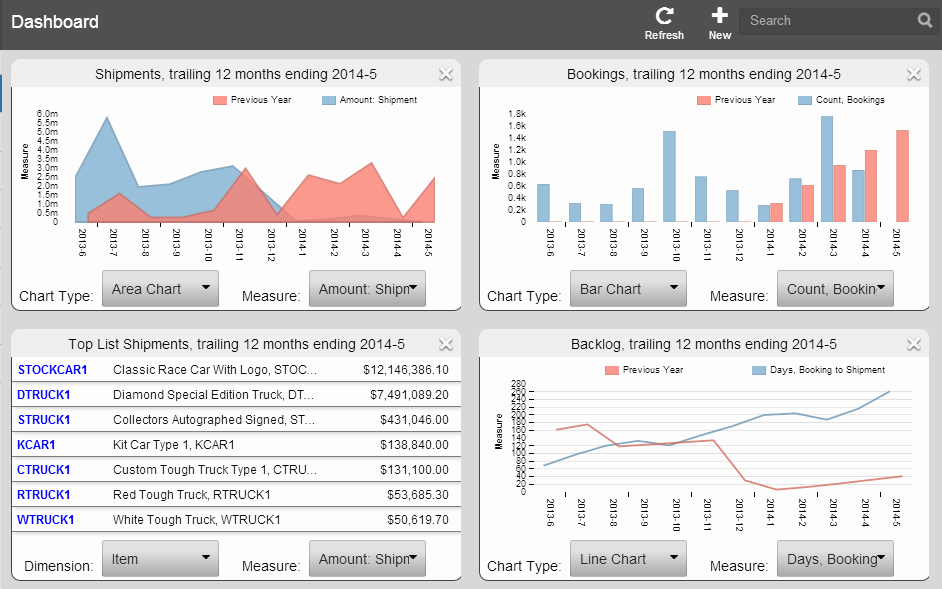 Dashboard
Refresh
New
Search
Shipments, trailing 12 months ending 2014-5
Previous Year
Amount: Shipment
Measure
6.0m
5.5m
5.0m
4.5m
4.0m
3.5m
3.0m
2.5m
2.0m
1.5m
1.0m
0.5m
0
2013-6
2013-7
2013-8
2013-9
2013-10
2013-11
2013-12
2014-1
2014-2
2014-3
2014-4
2014-5
Chart Type:
Area Chart
Measure:
Amount: Shipm
Bookings, trailing 12 months ending 2014-5
Previous Year
Count, Bookings
Measure
1.8k
1.6k
1.4k
1.2k
1.0k
0.8k
0.6k
0.4k
0.2k
0
2013-6
2013-7
2013-8
2013-9
2013-10
2013-11
2013-12
2014-1
2014-2
2014-3
2014-4
2014-5
Chart Type:
Bar Chart
Measure:
Count, Bookin
Top List Shipments, trailing 12 months ending 2014-5
STOCKCAR1 Classic Race Car With Logo, STOC... $12,146,386.10
DTRUCK1 Diamond Special Edition Truck, DT... $7,491,089.20
STRUCK1 Collectors Autographed Signed, ST... $431,046.00
KCAR1 Kit Car Type 1, KCAR1 $138,840.00
CTRUCK1 Custom Tough Truck Type 1, CTRU... $131,100.00
RTRUCK1 Red Tough Truck, RTRUCK1 $53,685.30
WTRUCK1 White Tough Truck, WTRUCK1 $50,619.70
Dimension:
Item
Measure:
Amount: Shipm
Backlog, trailing 12 months ending 2014-5
Previous Year
Days, Booking to Shipment
Measure
280
260
240
220
200
180
160
140
120
100
80
60
40
20
0
2013-6
2013-7
2013-8
2013-9
2013-10
2013-11
2013-12
2014-1
2014-2
2014-3
2014-4
2014-5
Chart Type:
Line Chart
Measure:
Days, Booking